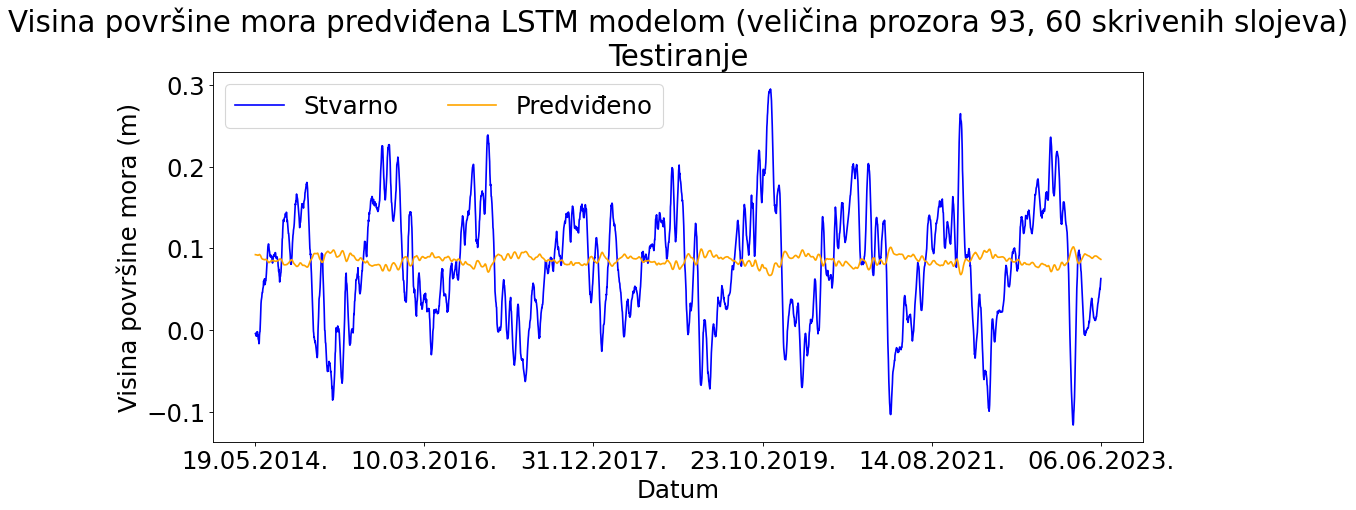 Visina površine mora predviđena LSTM modelom (veličina prozora 93, 60 skrivenih slojeva)
Testiranje
Stvarno Predviđeno
Visina površine mora (m)
0.3
0.2
0.1
0.0
−0.1
19.05.2014. 10.03.2016. 31.12.2017. 23.10.2019. 14.08.2021. 06.06.2023.
Datum